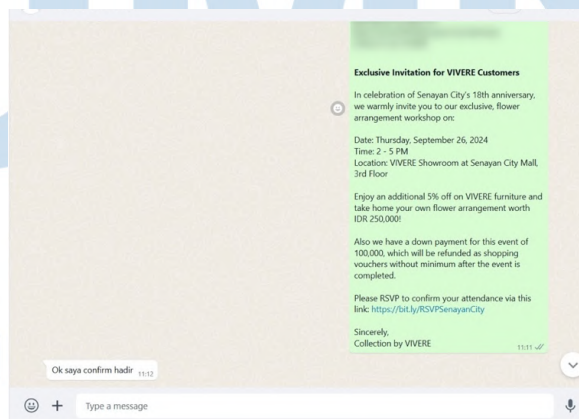 Exclusive Invitation for VIVERE Customers
In celebration of Senayan City's 18th anniversary,
we warmly invite you to our exclusive, flower
arrangement workshop on:
Date: Thursday, September 26, 2024
Time: 2 - 5 PM
Location: VIVERE Showroom at Senayan City Mall,
3rd Floor
Enjoy an additional 5% off on VIVERE furniture and
take home your own flower arrangement worth
IDR 250,000!
Also we have a down payment for this event of
100,000, which will be refunded as shopping
vouchers without minimum after the event is
completed.
Please RSVP to confirm your attendance via this
link: https://bit.ly/RSVPSenayanCity
Sincerely,
Collection by VIVERE
11:11
Ok saya confirm hadir 11:12
Type a message